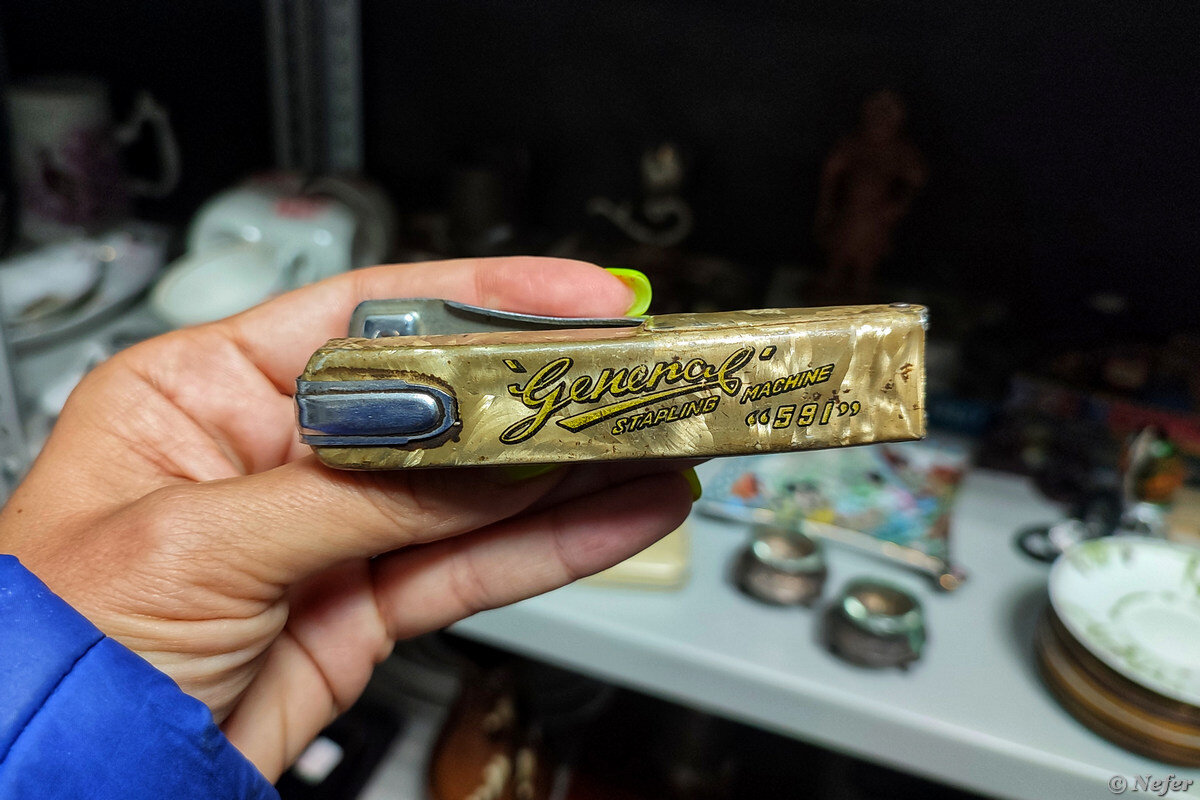 'General'
STAPLING MACHINE
"591"
© Nefer